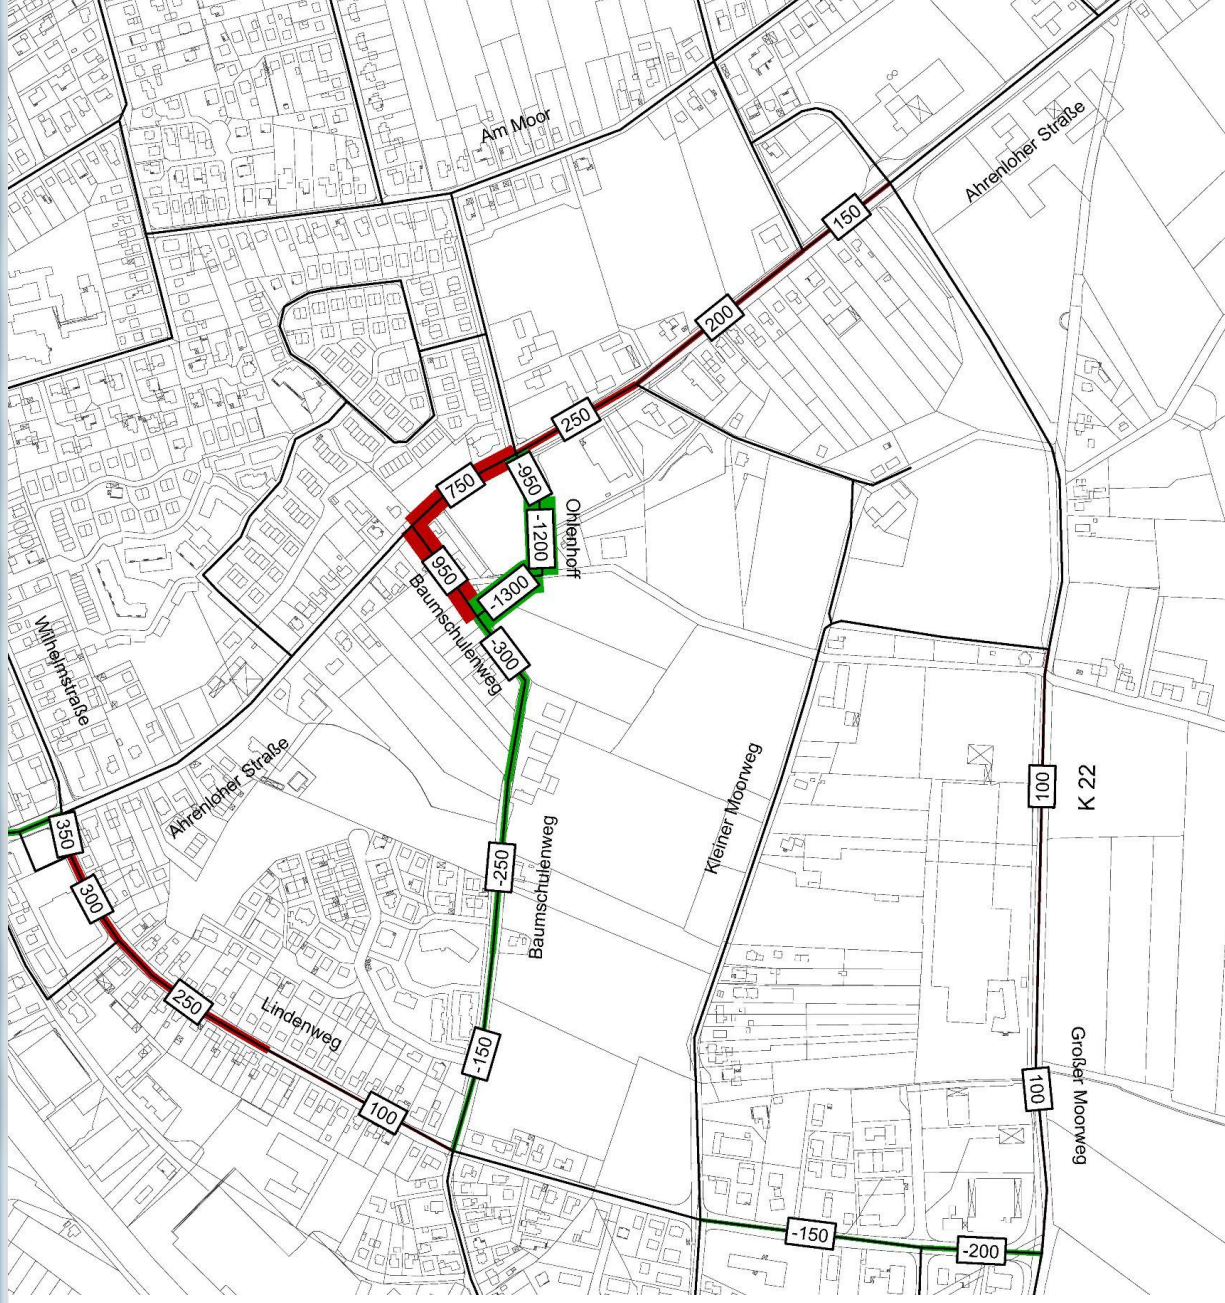 Am Moor
Ahrenloher Straße
150
200
250
750
-950
-1200
Ohlenhoff
950
-1300
Baumschulenweg
-300
Wilhelmstraße
Ahrenloher Straße
350
300
250
Lindenweg
100
-250
Baumschulenweg
-150
Kleiner Moorweg
100
K 22
100
Großer Moorweg
-150
-200